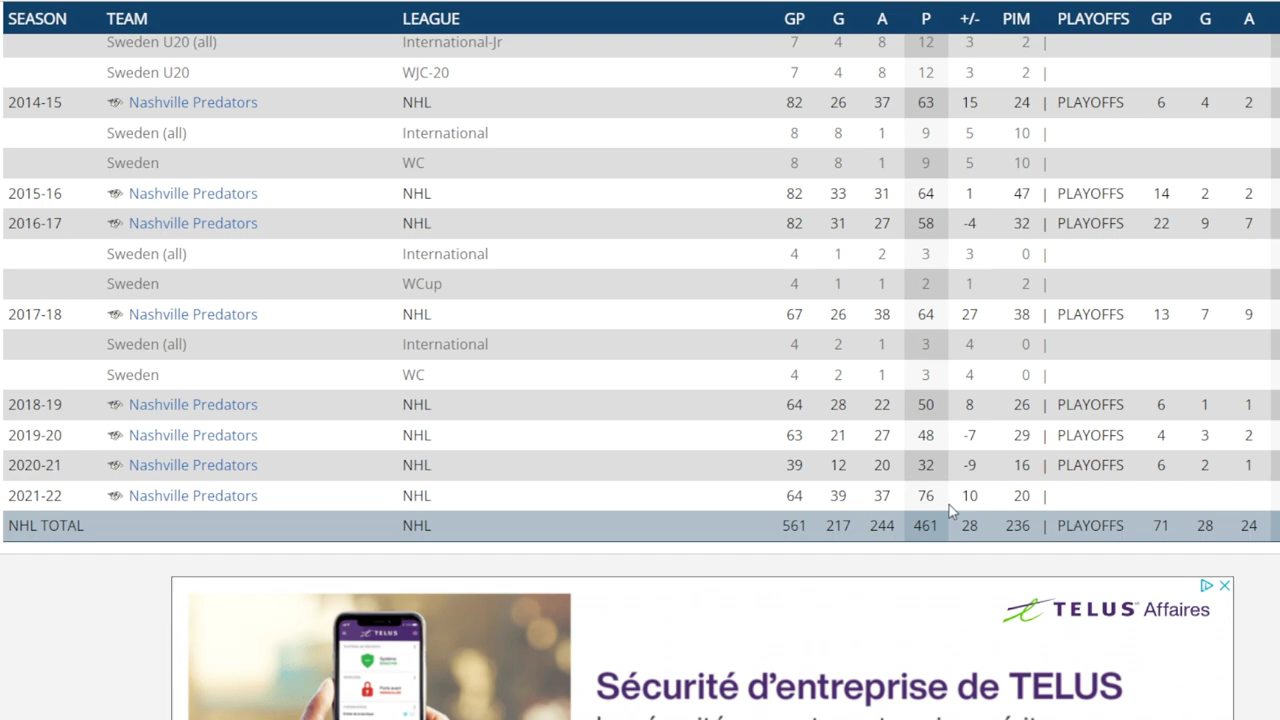 SEASON TEAM LEAGUE GP G A P +/- PIM PLAYOFFS GP G A
Sweden U20 (all) International-Jr 7 4 8 12 3 2 |
Sweden U20 WJC-20 7 4 8 12 3 2 |
2014-15 Nashville Predators NHL 82 26 37 63 15 24 | PLAYOFFS 6 4 2
Sweden (all) International 8 8 1 9 5 10 |
Sweden WC 8 8 1 9 5 10 |
2015-16 Nashville Predators NHL 82 33 31 64 1 47 | PLAYOFFS 14 2 2
2016-17 Nashville Predators NHL 82 31 27 58 -4 32 | PLAYOFFS 22 9 7
Sweden (all) International 4 1 2 3 3 0 |
Sweden WCup 4 1 1 2 1 2 |
2017-18 Nashville Predators NHL 67 26 38 64 27 38 | PLAYOFFS 13 7 9
Sweden (all) International 4 2 1 3 4 0 |
Sweden WC 4 2 1 3 4 0 |
2018-19 Nashville Predators NHL 64 28 22 50 8 26 | PLAYOFFS 6 1 1
2019-20 Nashville Predators NHL 63 21 27 48 -7 29 | PLAYOFFS 4 3 2
2020-21 Nashville Predators NHL 39 12 20 32 -9 16 | PLAYOFFS 6 2 1
2021-22 Nashville Predators NHL 64 39 37 76 10 20 |
NHL TOTAL NHL 561 217 244 461 28 236 | PLAYOFFS 71 28 24
TELUS Affaires
TELUS
Sécurité d'entreprise de TELUS